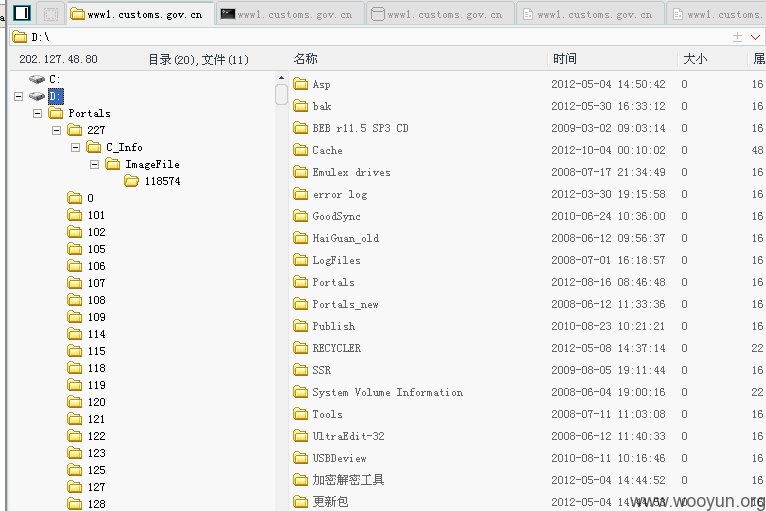 www1.customs.gov.cn www1.customs.gov.cn www1.customs.gov.cn www1.customs.gov.cn www1.customs.
D:\
202.127.48.80 目录(20),文件(11) 名称 时间 大小 属
C:
D:
Portals
227
C_Info
ImageFile
118574
0
101
102
105
106
107
108
109
114
115
118
119
120
121
122
123
125
127
128
Asp 2012-05-04 14:50:42 0 16
bak 2012-05-30 16:33:12 0 16
BEB r11.5 SP3 CD 2009-03-02 09:03:14 0 16
Cache 2012-10-04 00:10:02 0 48
Emulex drives 2008-07-17 21:34:49 0 16
error log 2012-03-30 19:15:58 0 16
GoodSync 2010-06-24 10:36:00 0 16
HaiGuan_old 2008-06-12 09:56:37 0 16
LogFiles 2008-07-01 16:18:57 0 16
Portals 2012-08-16 08:46:48 0 16
Portals_new 2008-06-12 11:33:36 0 16
Publish 2010-08-23 10:21:21 0 16
RECYCLER 2012-05-08 14:37:14 0 22
SSR 2009-08-05 19:11:44 0 16
System Volume Information 2008-06-04 19:00:16 0 22
Tools 2008-07-11 11:03:08 0 16
UltraEdit-32 2008-06-12 11:40:33 0 16
USBDeview 2010-08-11 10:16:46 0 16
加密解密工具 2012-05-04 14:44:52 0 16
更新包 2012-05-04 14:44:53 0 16
www.wooyun.org